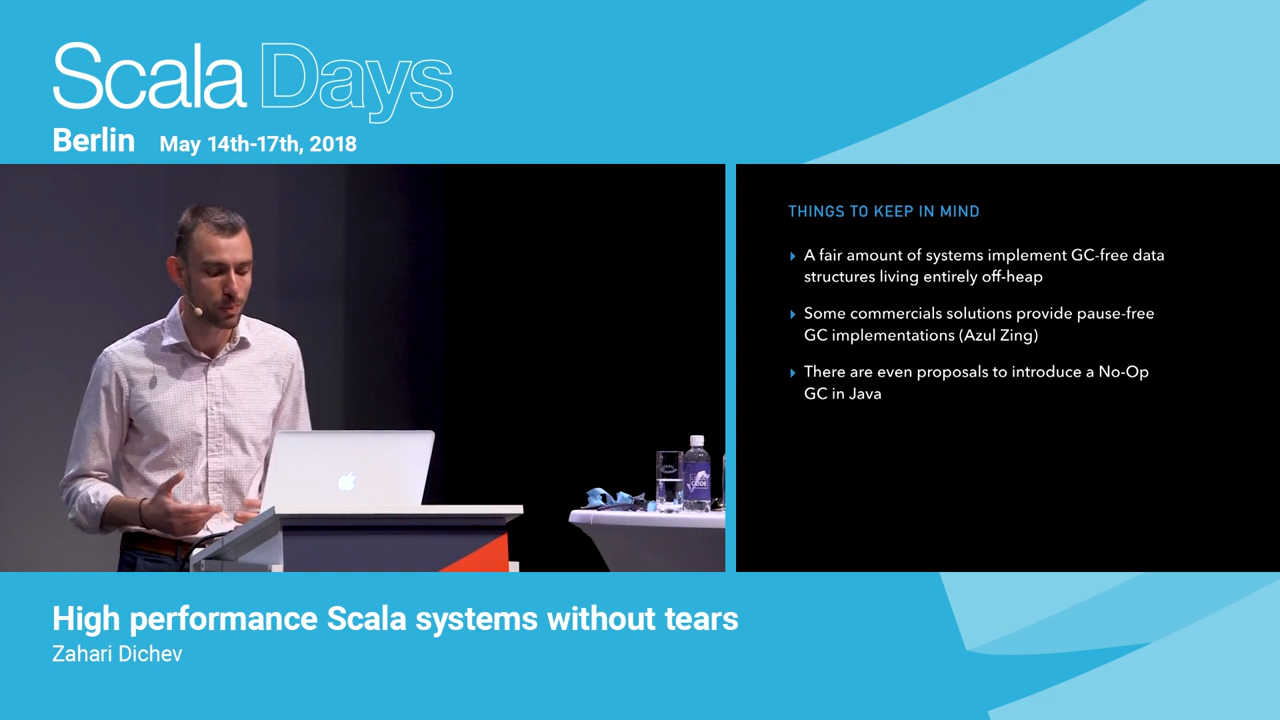 Scala Days
Berlin May 14th-17th, 2018
THINGS TO KEEP IN MIND
A fair amount of systems implement GC-free data
structures living entirely off-heap
Some commercials solutions provide pause-free
GC implementations (Azul Zing)
There are even proposals to introduce a No-Op
GC in Java
CODE
High performance Scala systems without tears
Zahari Dichev